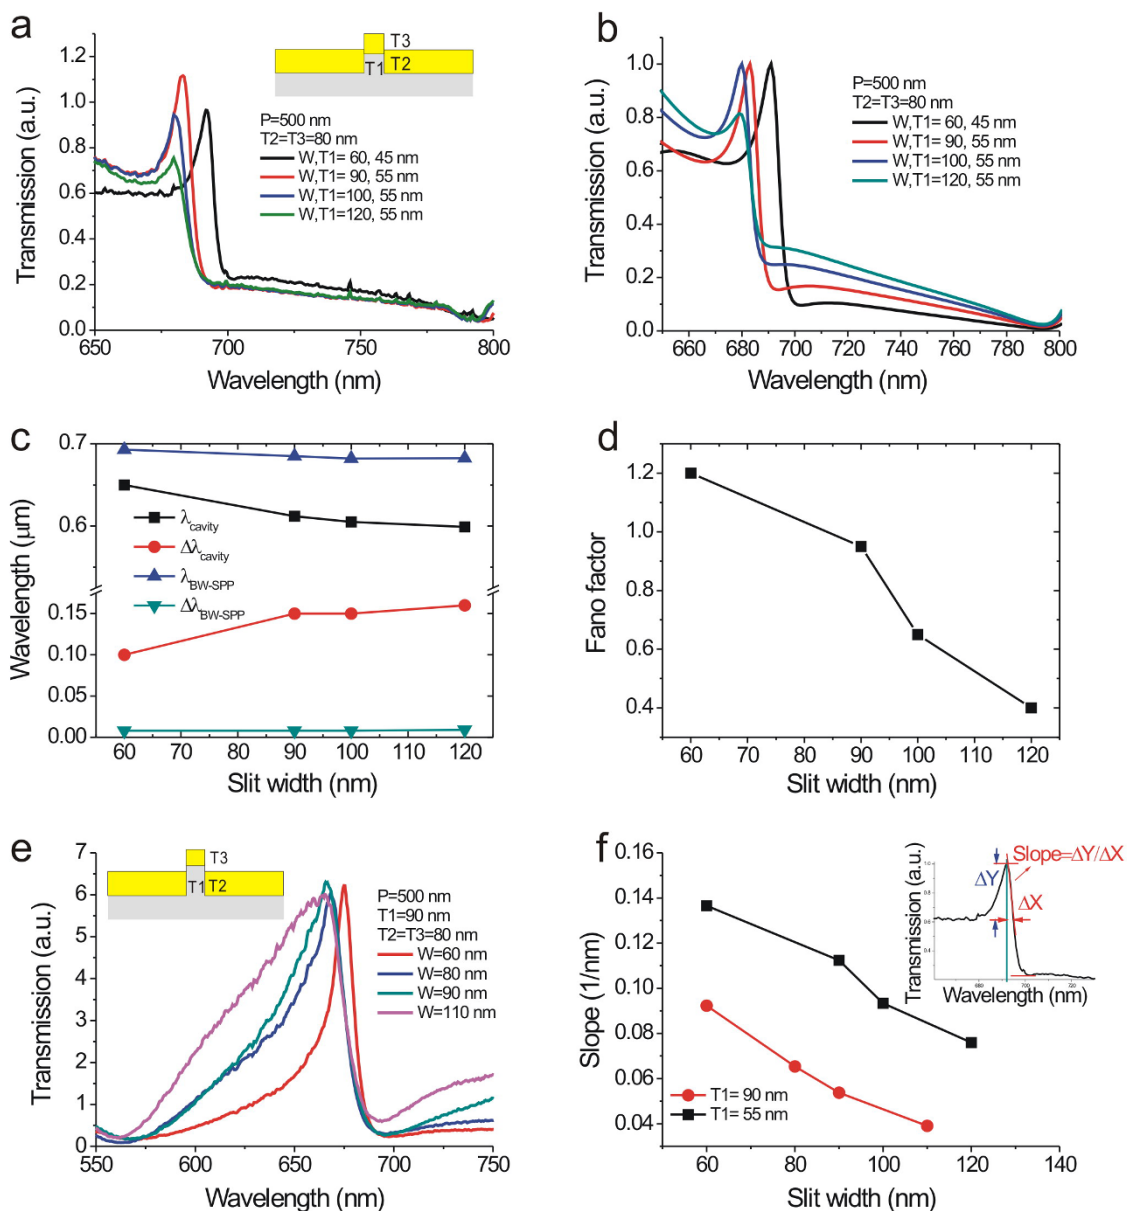 a
1.2
1.0
0.8
0.6
0.4
0.2
0.0
650
700
750
800
Transmission (a.u.)
Wavelength (nm)
T3
T1
T2
P=500 nm
T2=T3=80 nm
W,T1= 60, 45 nm
W,T1= 90, 55 nm
W,T1=100, 55 nm
W,T1=120, 55 nm
b
1.0
0.8
0.6
0.4
0.2
0.0
660
680
700
720
740
760
780
800
Transmission (a.u.)
Wavelength (nm)
P=500 nm
T2=T3=80 nm
W,T1= 60, 45 nm
W,T1= 90, 55 nm
W,T1=100, 55 nm
W,T1=120, 55 nm
c
0.7
0.6
0.15
0.10
0.05
0.00
60
70
80
90
100
110
120
Wavelength (μm)
Slit width (nm)
λcavity
Δλcavity
λBW-SPP
ΔλBW-SPP
d
1.2
1.0
0.8
0.6
0.4
60
70
80
90
100
110
120
Fano factor
Slit width (nm)
e
7
6
5
4
3
2
1
0
550
600
650
700
750
Transmission (a.u.)
Wavelength (nm)
T3
T1
T2
P=500 nm
T1=90 nm
T2=T3=80 nm
W=60 nm
W=80 nm
W=90 nm
W=110 nm
f
0.16
0.14
0.12
0.10
0.08
0.06
0.04
60
80
100
120
140
Slope (1/nm)
Slit width (nm)
T1= 90 nm
T1= 55 nm
Slope=ΔY/ΔX
ΔY
ΔX
Transmission (a.u.)
Wavelength (nm)
680
700
720